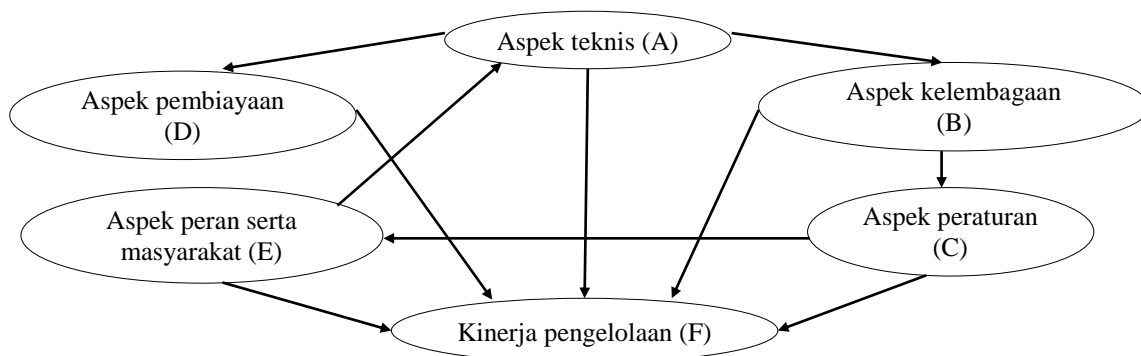 Aspek teknis (A)
Aspek pembiayaan
(D)
Aspek kelembagaan
(B)
Aspek peran serta
masyarakat (E)
Aspek peraturan
(C)
Kinerja pengelolaan (F)